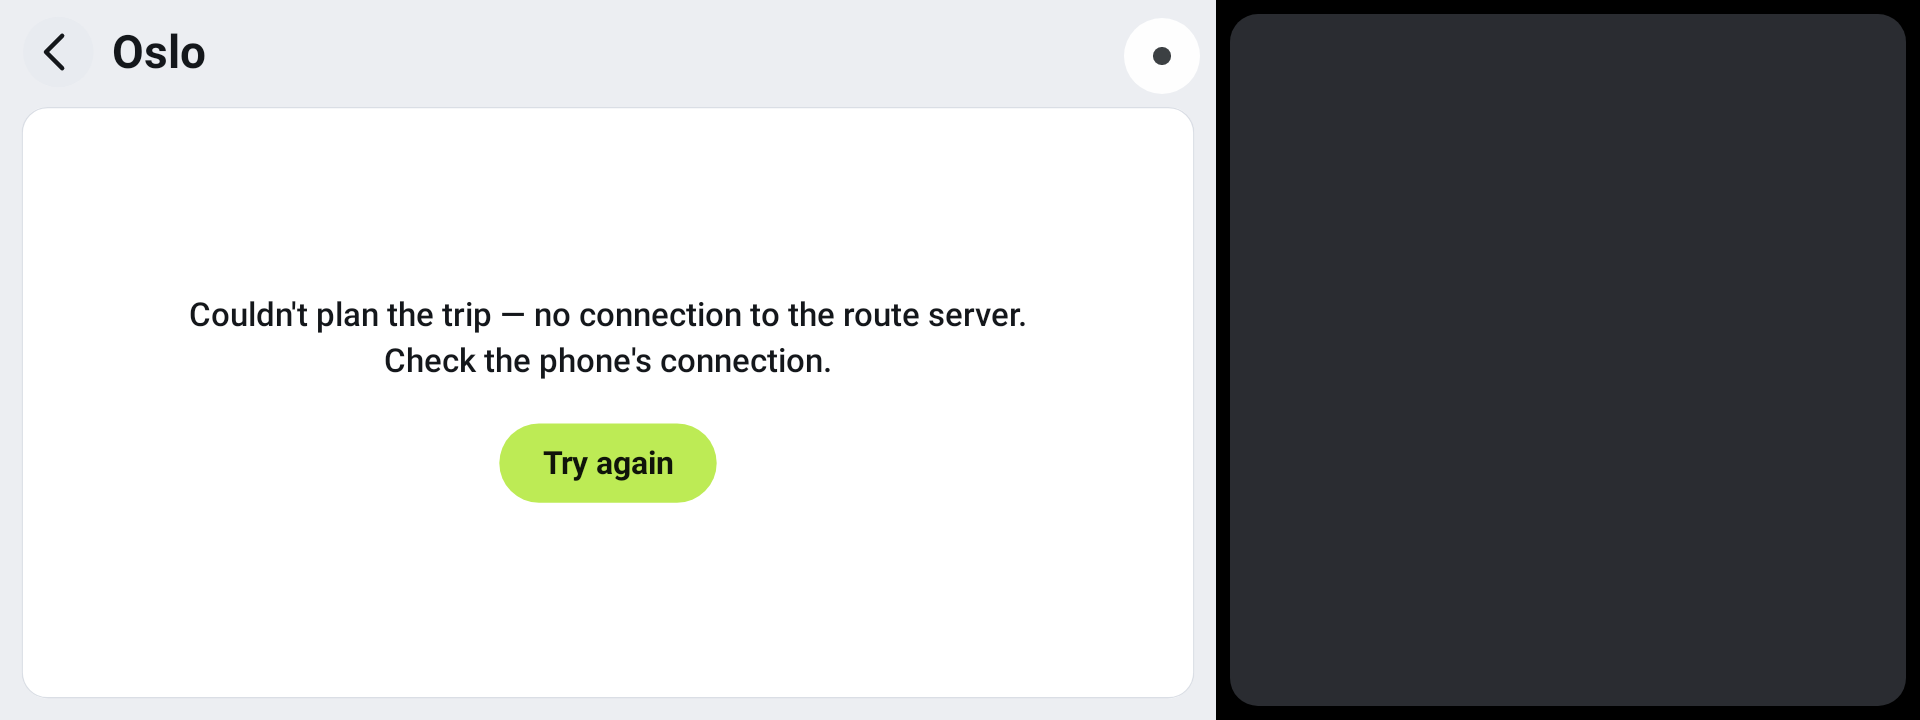 Oslo
Couldn't plan the trip — no connection to the route server.
Check the phone's connection.
Try again